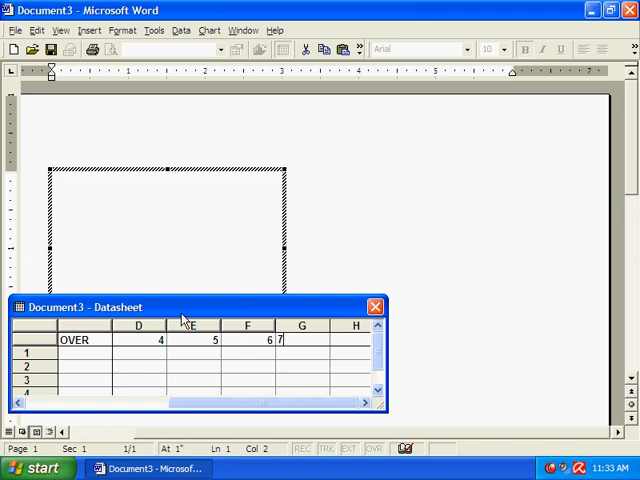 Document3 - Microsoft Word
File Edit View Insert Format Tools Data Chart Window Help
Arial 10 B I U
1 2 3 4 5 7
Document3 - Datasheet
D E F G H
OVER 4 5 6 7
1
2
3
4
Page 1 Sec 1 1/1 At 1" Ln 1 Col 2 REC TRK EXT OVR
start Document3 - Microsof... 11:33 AM